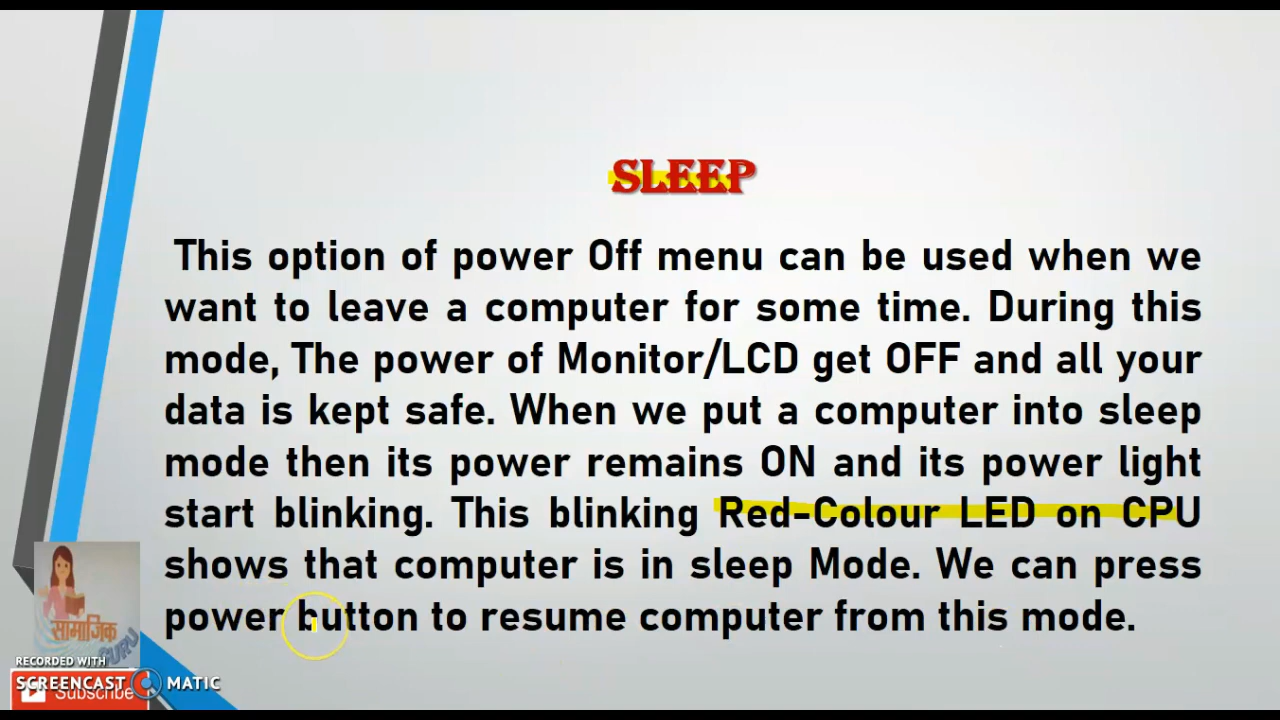 SLEEP
This option of power Off menu can be used when we
want to leave a computer for some time. During this
mode, The power of Monitor/LCD get OFF and all your
data is kept safe. When we put a computer into sleep
mode then its power remains ON and its power light
start blinking. This blinking Red-Colour LED on CPU
shows that computer is in sleep Mode. We can press
power button to resume computer from this mode.
सामाजिक
GURU
RECORDED WITH
SCREENCAST MATIC
Subscribe